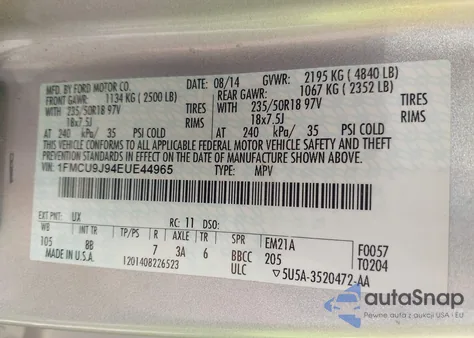 MFD. BY FORD MOTOR CO. DATE: 08/14 GVWR: 2195 KG ( 4840 LB)
FRONT GAWR: 1134 KG ( 2500 LB) REAR GAWR: 1067 KG ( 2352 LB)
WITH 235/50R18 97V TIRES WITH 235/50R18 97V TIRES
18x7.5J RIMS 18x7.5J RIMS
AT 240 kPa/ 35 PSI COLD AT 240 kPa/ 35 PSI COLD
THIS VEHICLE CONFORMS TO ALL APPLICABLE FEDERAL MOTOR VEHICLE SAFETY AND THEFT
PREVENTION STANDARDS IN EFFECT ON THE DATE OF MANUFACTURE SHOWN ABOVE.
VIN: 1FMCU9J94EUE44965 TYPE: MPV
EXT PNT: UX RC: 11 DSO:
WB INT TR TP/PS R AXLE TR SPR EM21A F0057
105 BB 7 3A 6 BBCC 205 T0204
MADE IN U.S.A. 1201408226523 ULC ▽5U5A-3520472-AA
autaSnap
Pewne auta z aukcji USA i EU